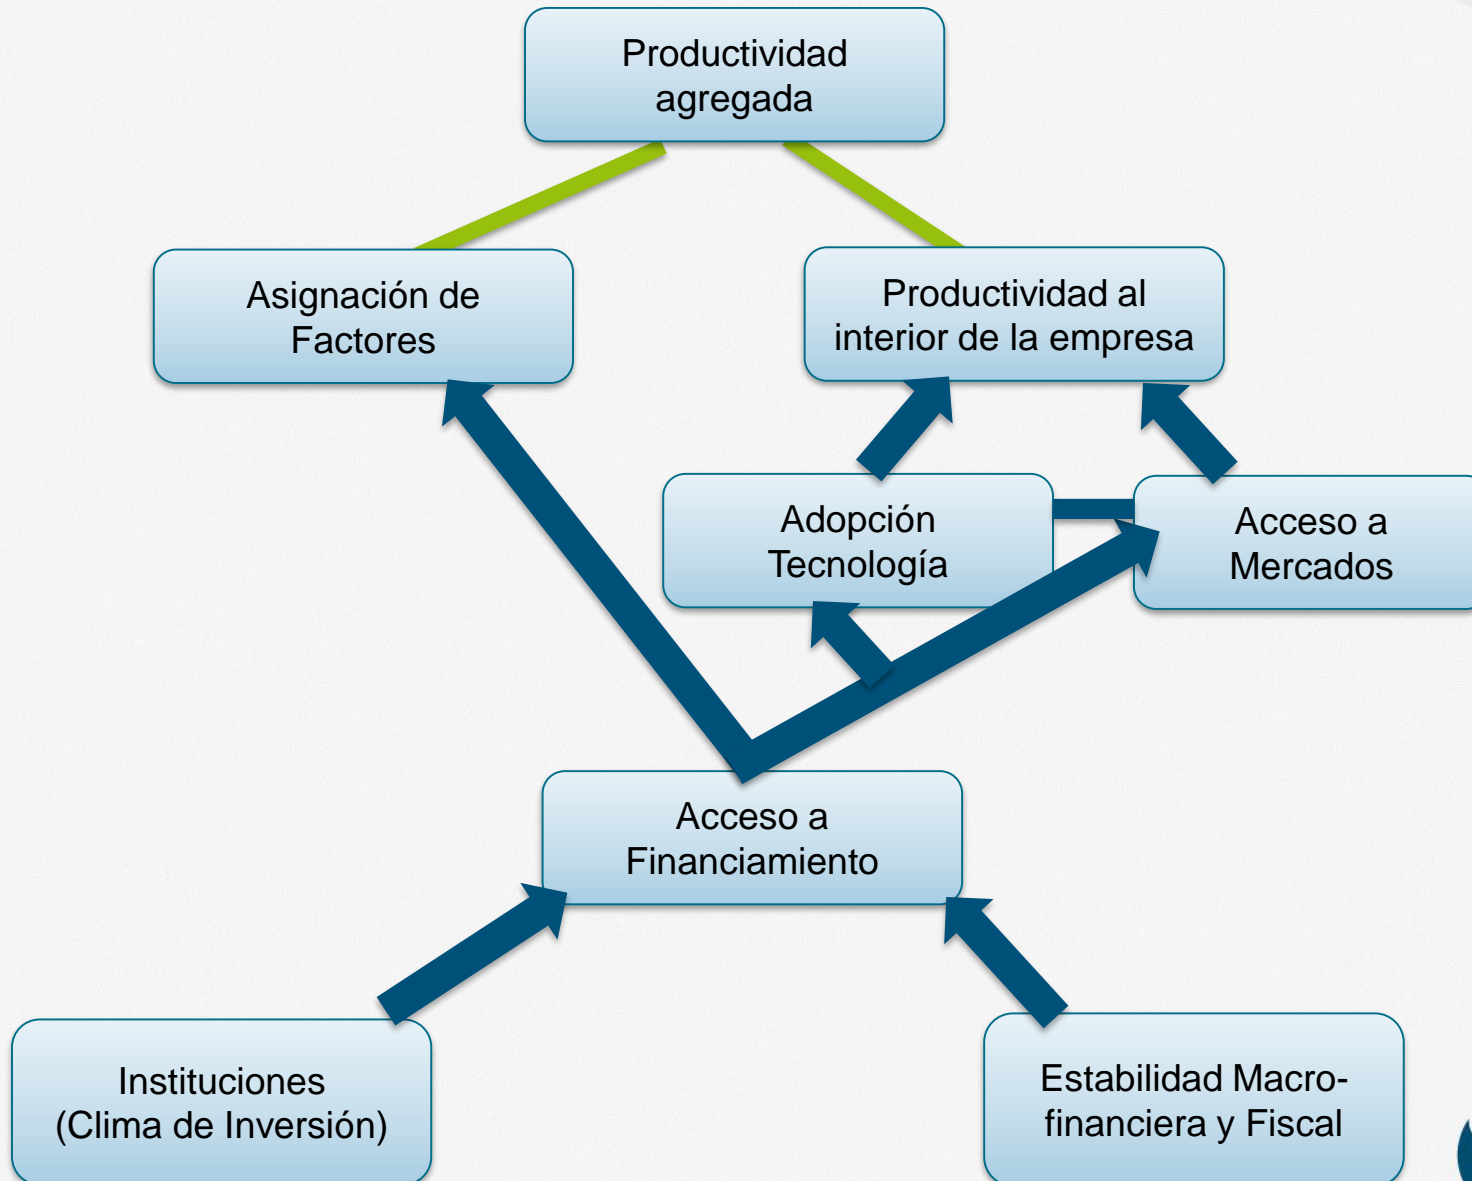 Productividad
agregada
Asignación de
Factores
Productividad al
interior de la empresa
Adopción
Tecnología
Acceso a
Mercados
Acceso a
Financiamiento
Instituciones
(Clima de Inversión)
Estabilidad Macro-
financiera y Fiscal